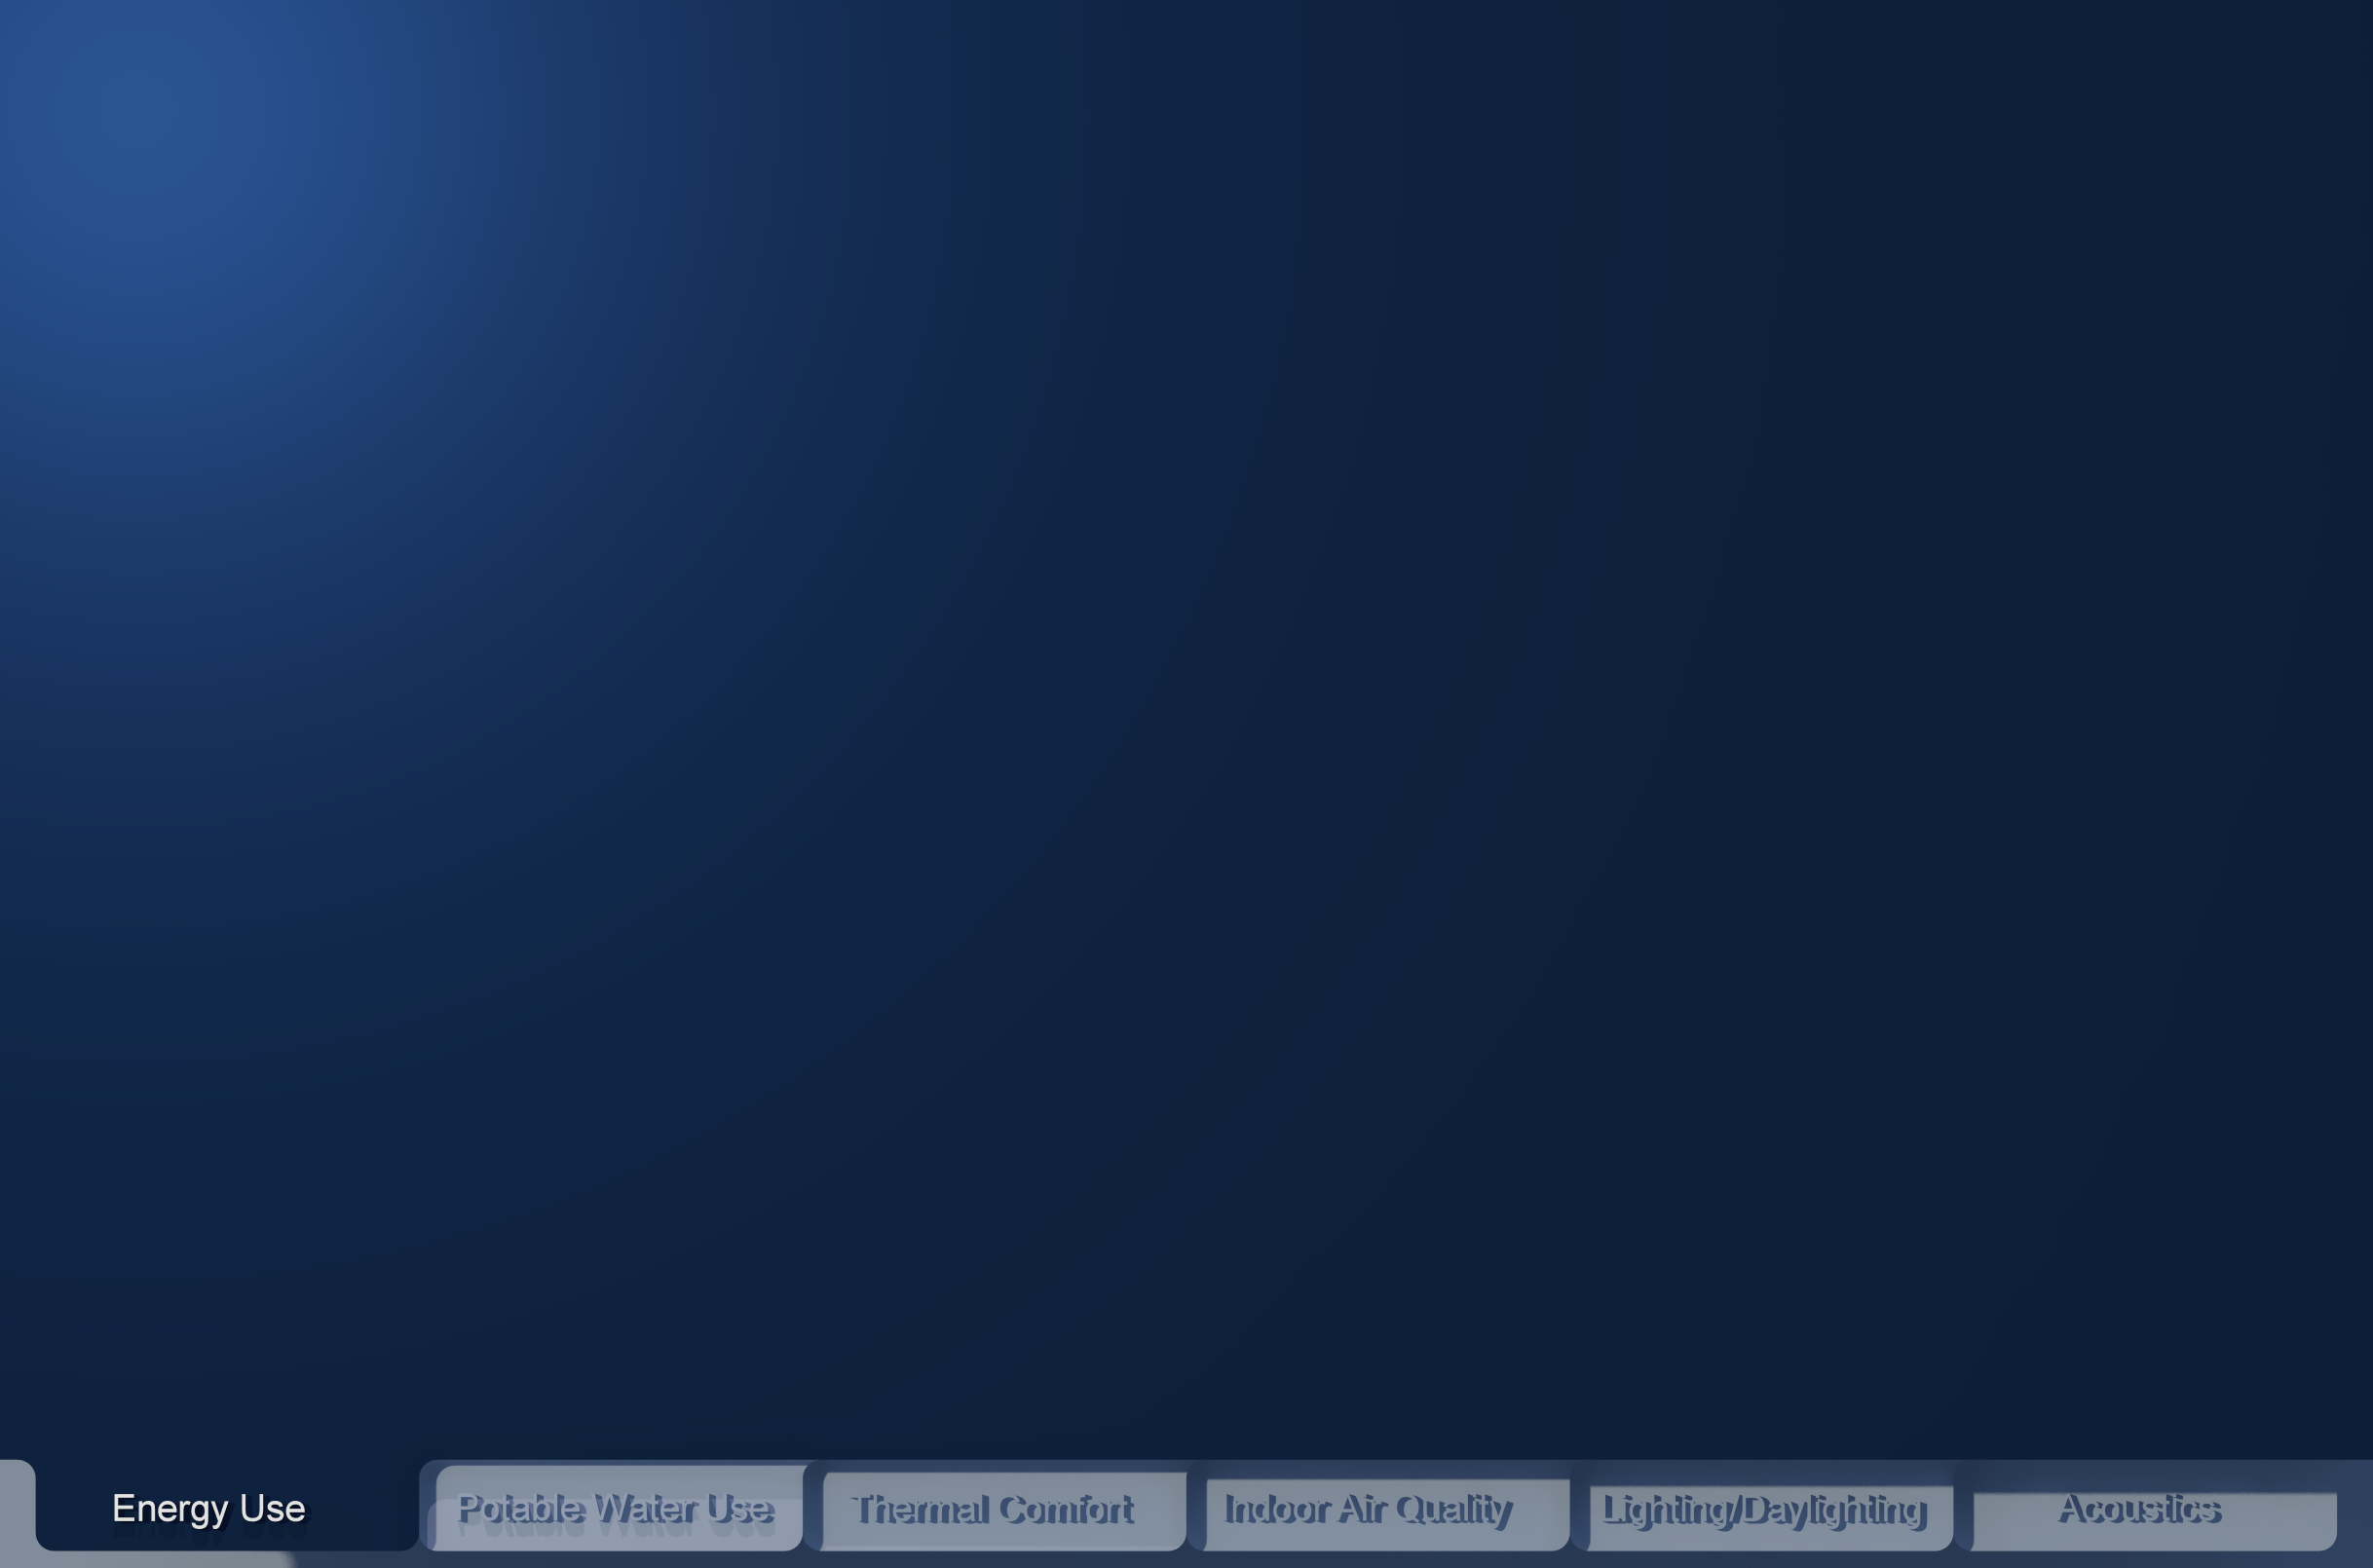 Energy Use
Potable Water Use
Thermal Comfort
Indoor Air Quality
Lighting/Daylighting
Acoustics